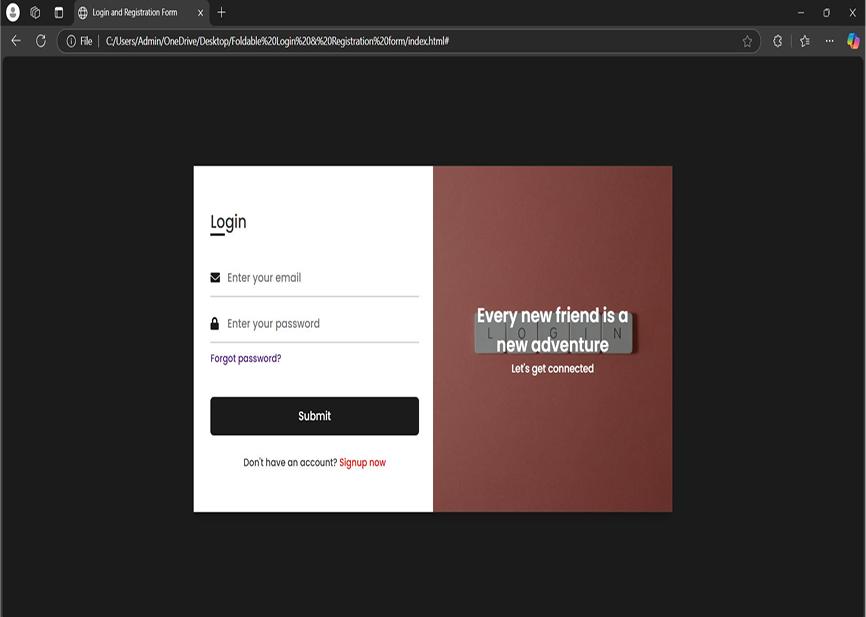 Login and Registration Form
File
C:/Users/Admin/OneDrive/Desktop/Foldable%20Login%20&%20Registration%20form/index.html#
Login
Enter your email
Enter your password
Forgot password?
Submit
Don't have an account? Signup now
Every new friend is a
LOGIN
new adventure
Let's get connected